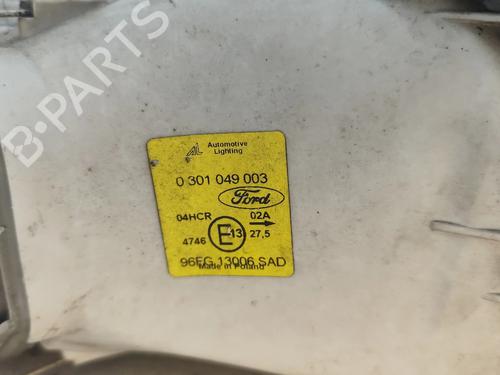 B-PARTS
AL Automotive
Lighting
0 301 049 003
Ford
04HCR 02A
4746 E 13 27,5
96FG 13006 SAD
Made in Poland